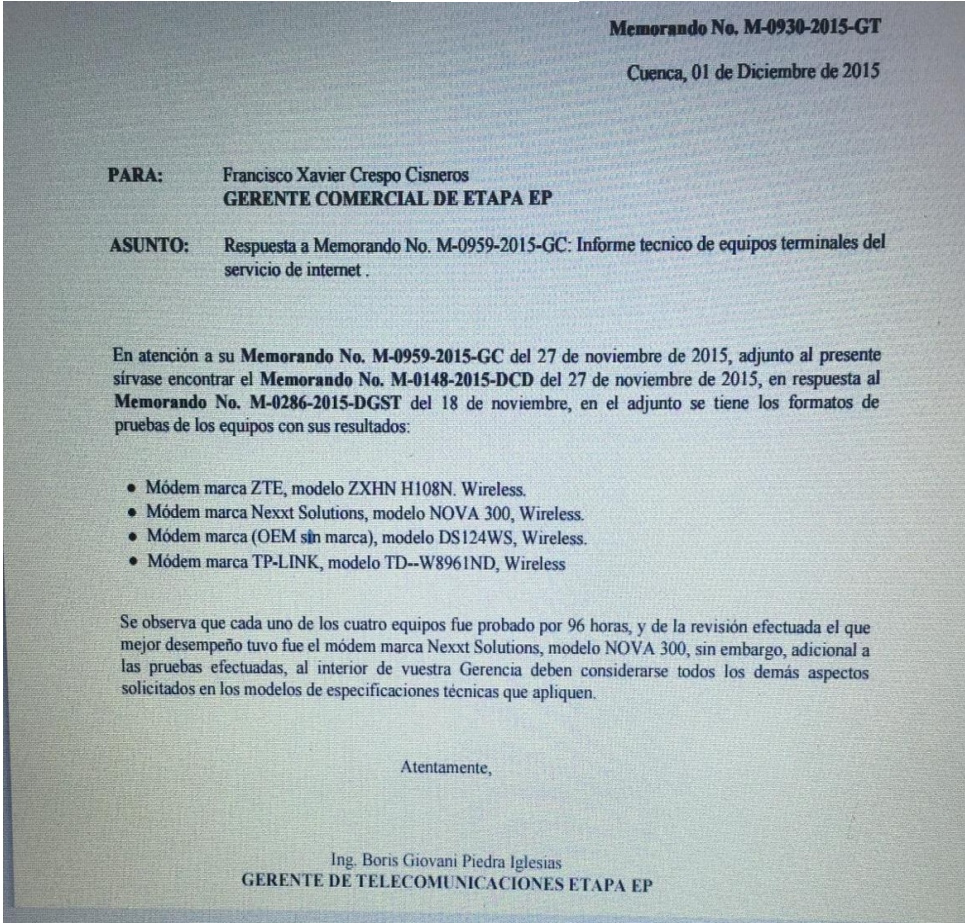 Memorando No. M-0930-2015-GT
Cuenca, 01 de Diciembre de 2015
PARA: Francisco Xavier Crespo Cisneros
GERENTE COMERCIAL DE ETAPA EP
ASUNTO: Respuesta a Memorando No. M-0959-2015-GC: Informe tecnico de equipos terminales del
servicio de internet .
En atención a su Memorando No. M-0959-2015-GC del 27 de noviembre de 2015, adjunto al presente
sírvase encontrar el Memorando No. M-0148-2015-DCD del 27 de noviembre de 2015, en respuesta al
Memorando No. M-0286-2015-DGST del 18 de noviembre, en el adjunto se tiene los formatos de
pruebas de los equipos con sus resultados:
• Módem marca ZTE, modelo ZXHN H108N. Wireless.
• Módem marca Nexxt Solutions, modelo NOVA 300, Wireless.
• Módem marca (OEM sin marca), modelo DS124WS, Wireless.
• Módem marca TP-LINK, modelo TD--W8961ND, Wireless
Se observa que cada uno de los cuatro equipos fue probado por 96 horas, y de la revisión efectuada el que
mejor desempeño tuvo fue el módem marca Nexxt Solutions, modelo NOVA 300, sin embargo, adicional a
las pruebas efectuadas, al interior de vuestra Gerencia deben considerarse todos los demás aspectos
solicitados en los modelos de especificaciones técnicas que apliquen.
Atentamente,
Ing. Boris Giovani Piedra Iglesias
GERENTE DE TELECOMUNICACIONES ETAPA EP